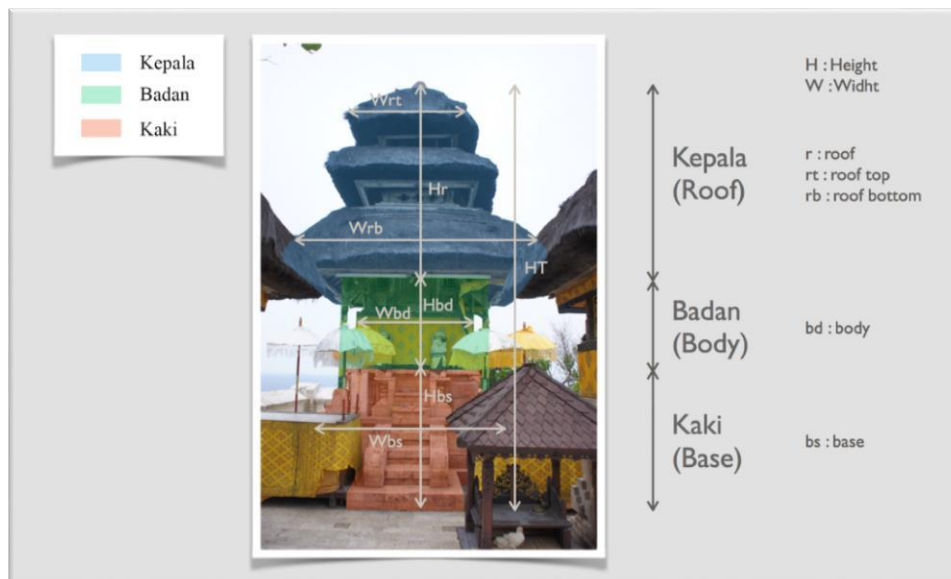 Kepala
Badan
Kaki
H : Height
W : Widht
r : roof
rt : roof top
rb : roof bottom
Wrt
Hr
Wrb
HT
Hbd
Wbd
Hbs
Wbs
Kepala
(Roof)
Badan
(Body)
bd : body
Kaki
(Base)
bs : base